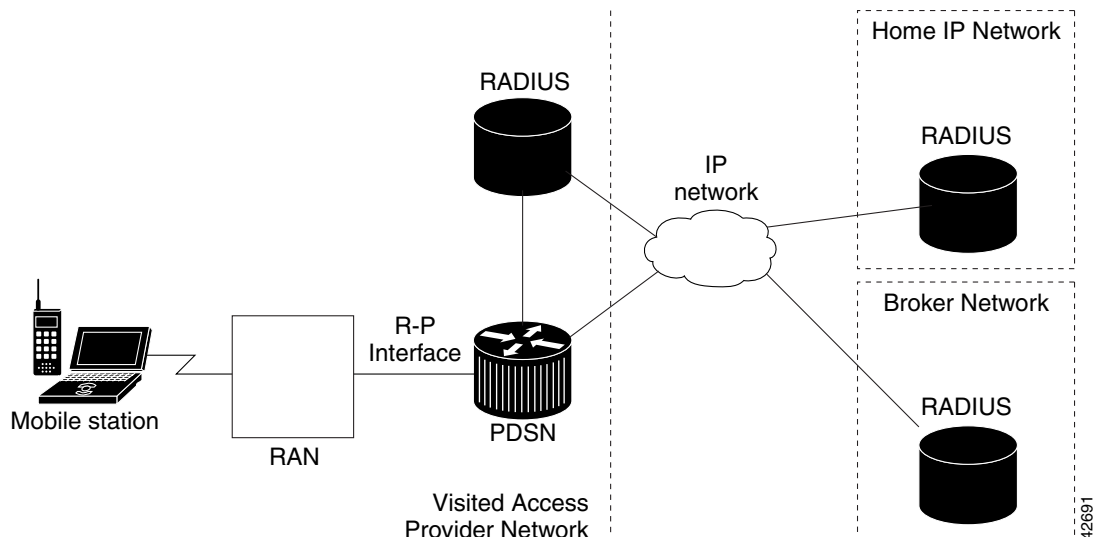 Home IP Network
RADIUS
RADIUS
IP
network
Broker Network
R-P
Interface
Mobile station
RAN
PDSN
RADIUS
Visited Access
Provider Network
42691